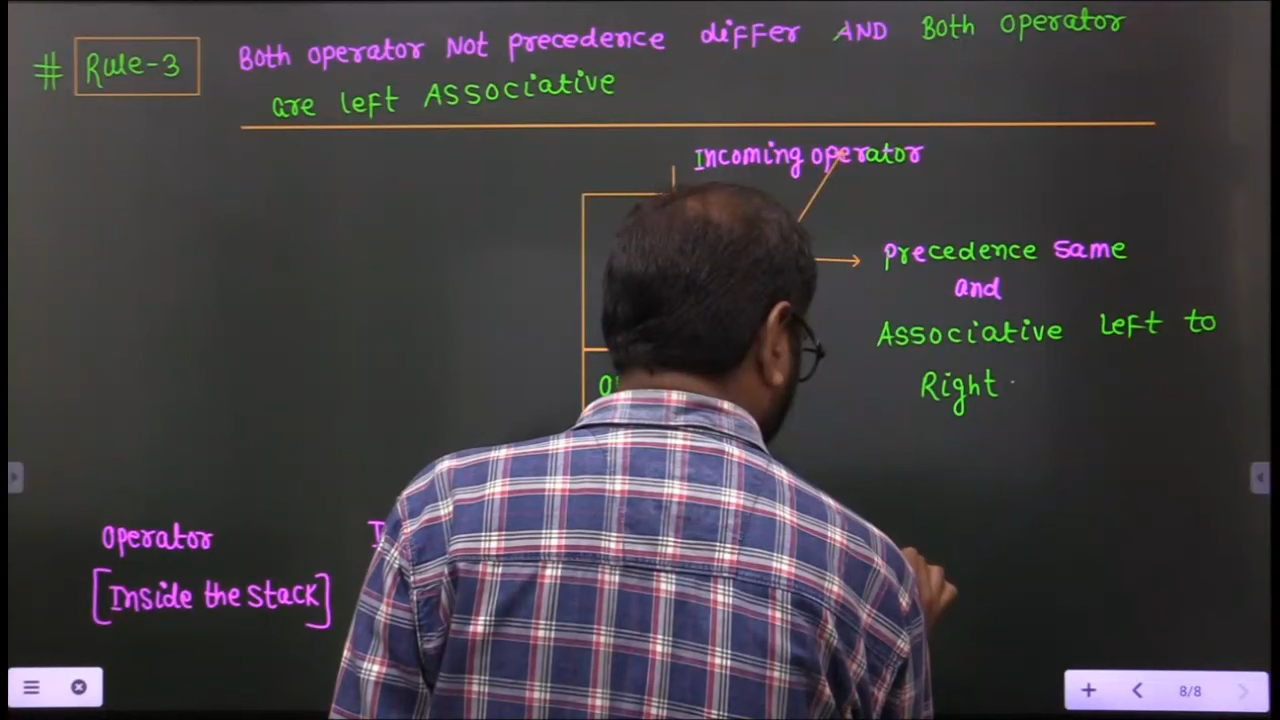 # Rule-3 Both operator Not precedence differ AND Both operator
are left Associative
Incoming operator
precedence same
and
Associative left to
Right
operator
[Inside the stack]
8/8